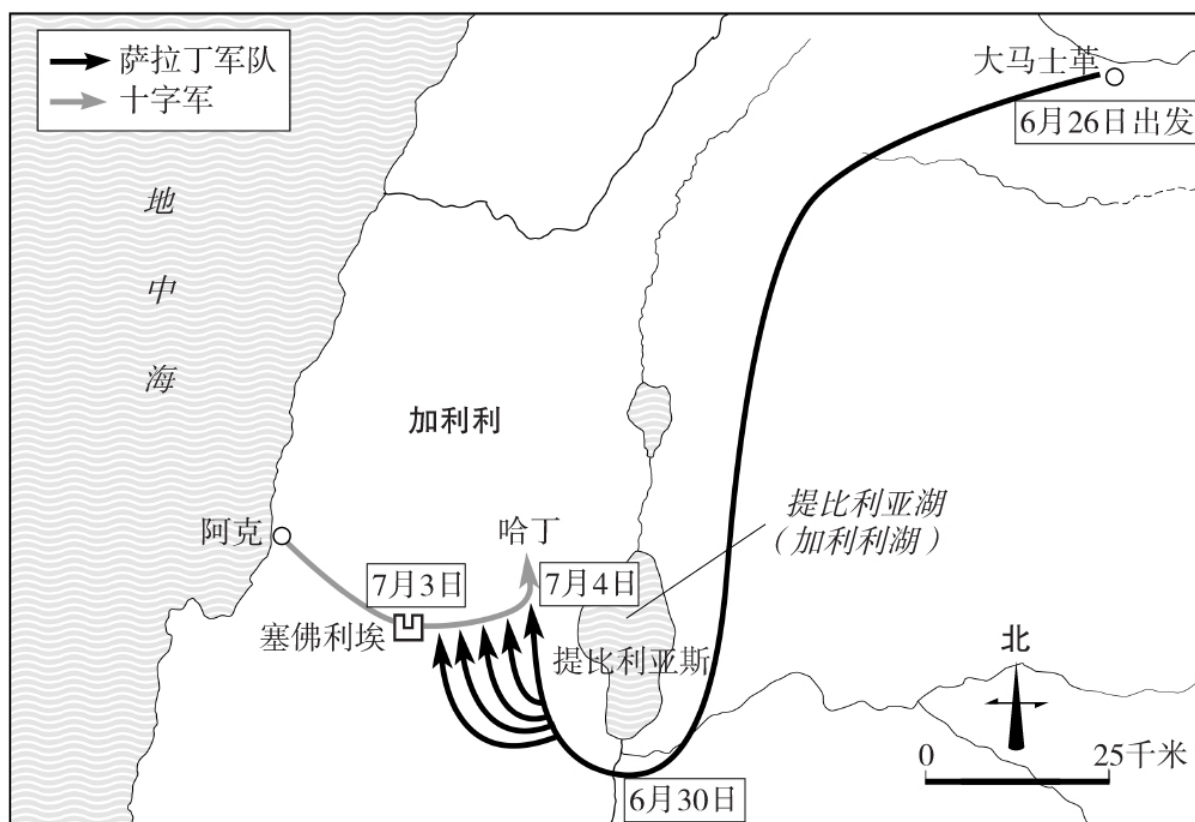 萨拉丁军队
十字军
大马士革
6月26日出发
地
中
海
加利利
提比利亚湖
（加利利湖）
阿克
哈丁
7月3日
7月4日
塞佛利埃
提比利亚斯
北
0
25千米
6月30日